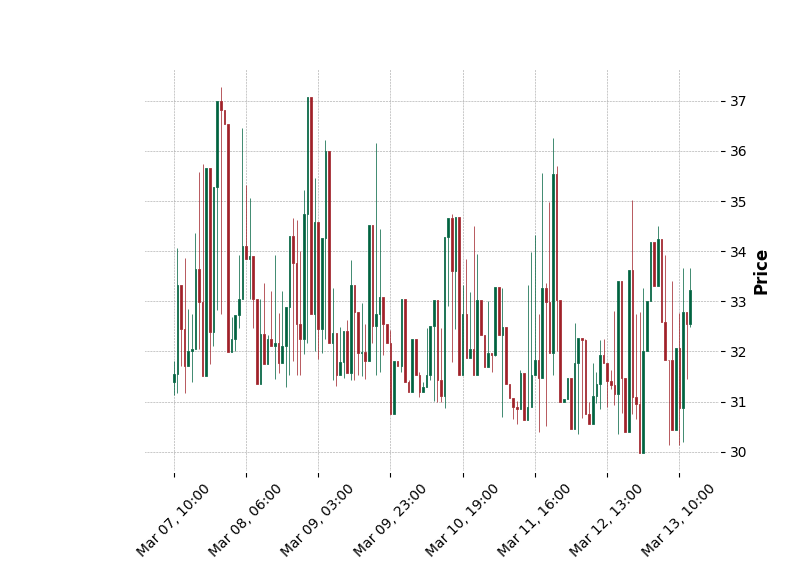 37
36
35
34
33
32
31
30
Price
Mar 07, 10:00
Mar 08, 06:00
Mar 09, 03:00
Mar 09, 23:00
Mar 10, 19:00
Mar 11, 16:00
Mar 12, 13:00
Mar 13, 10:00